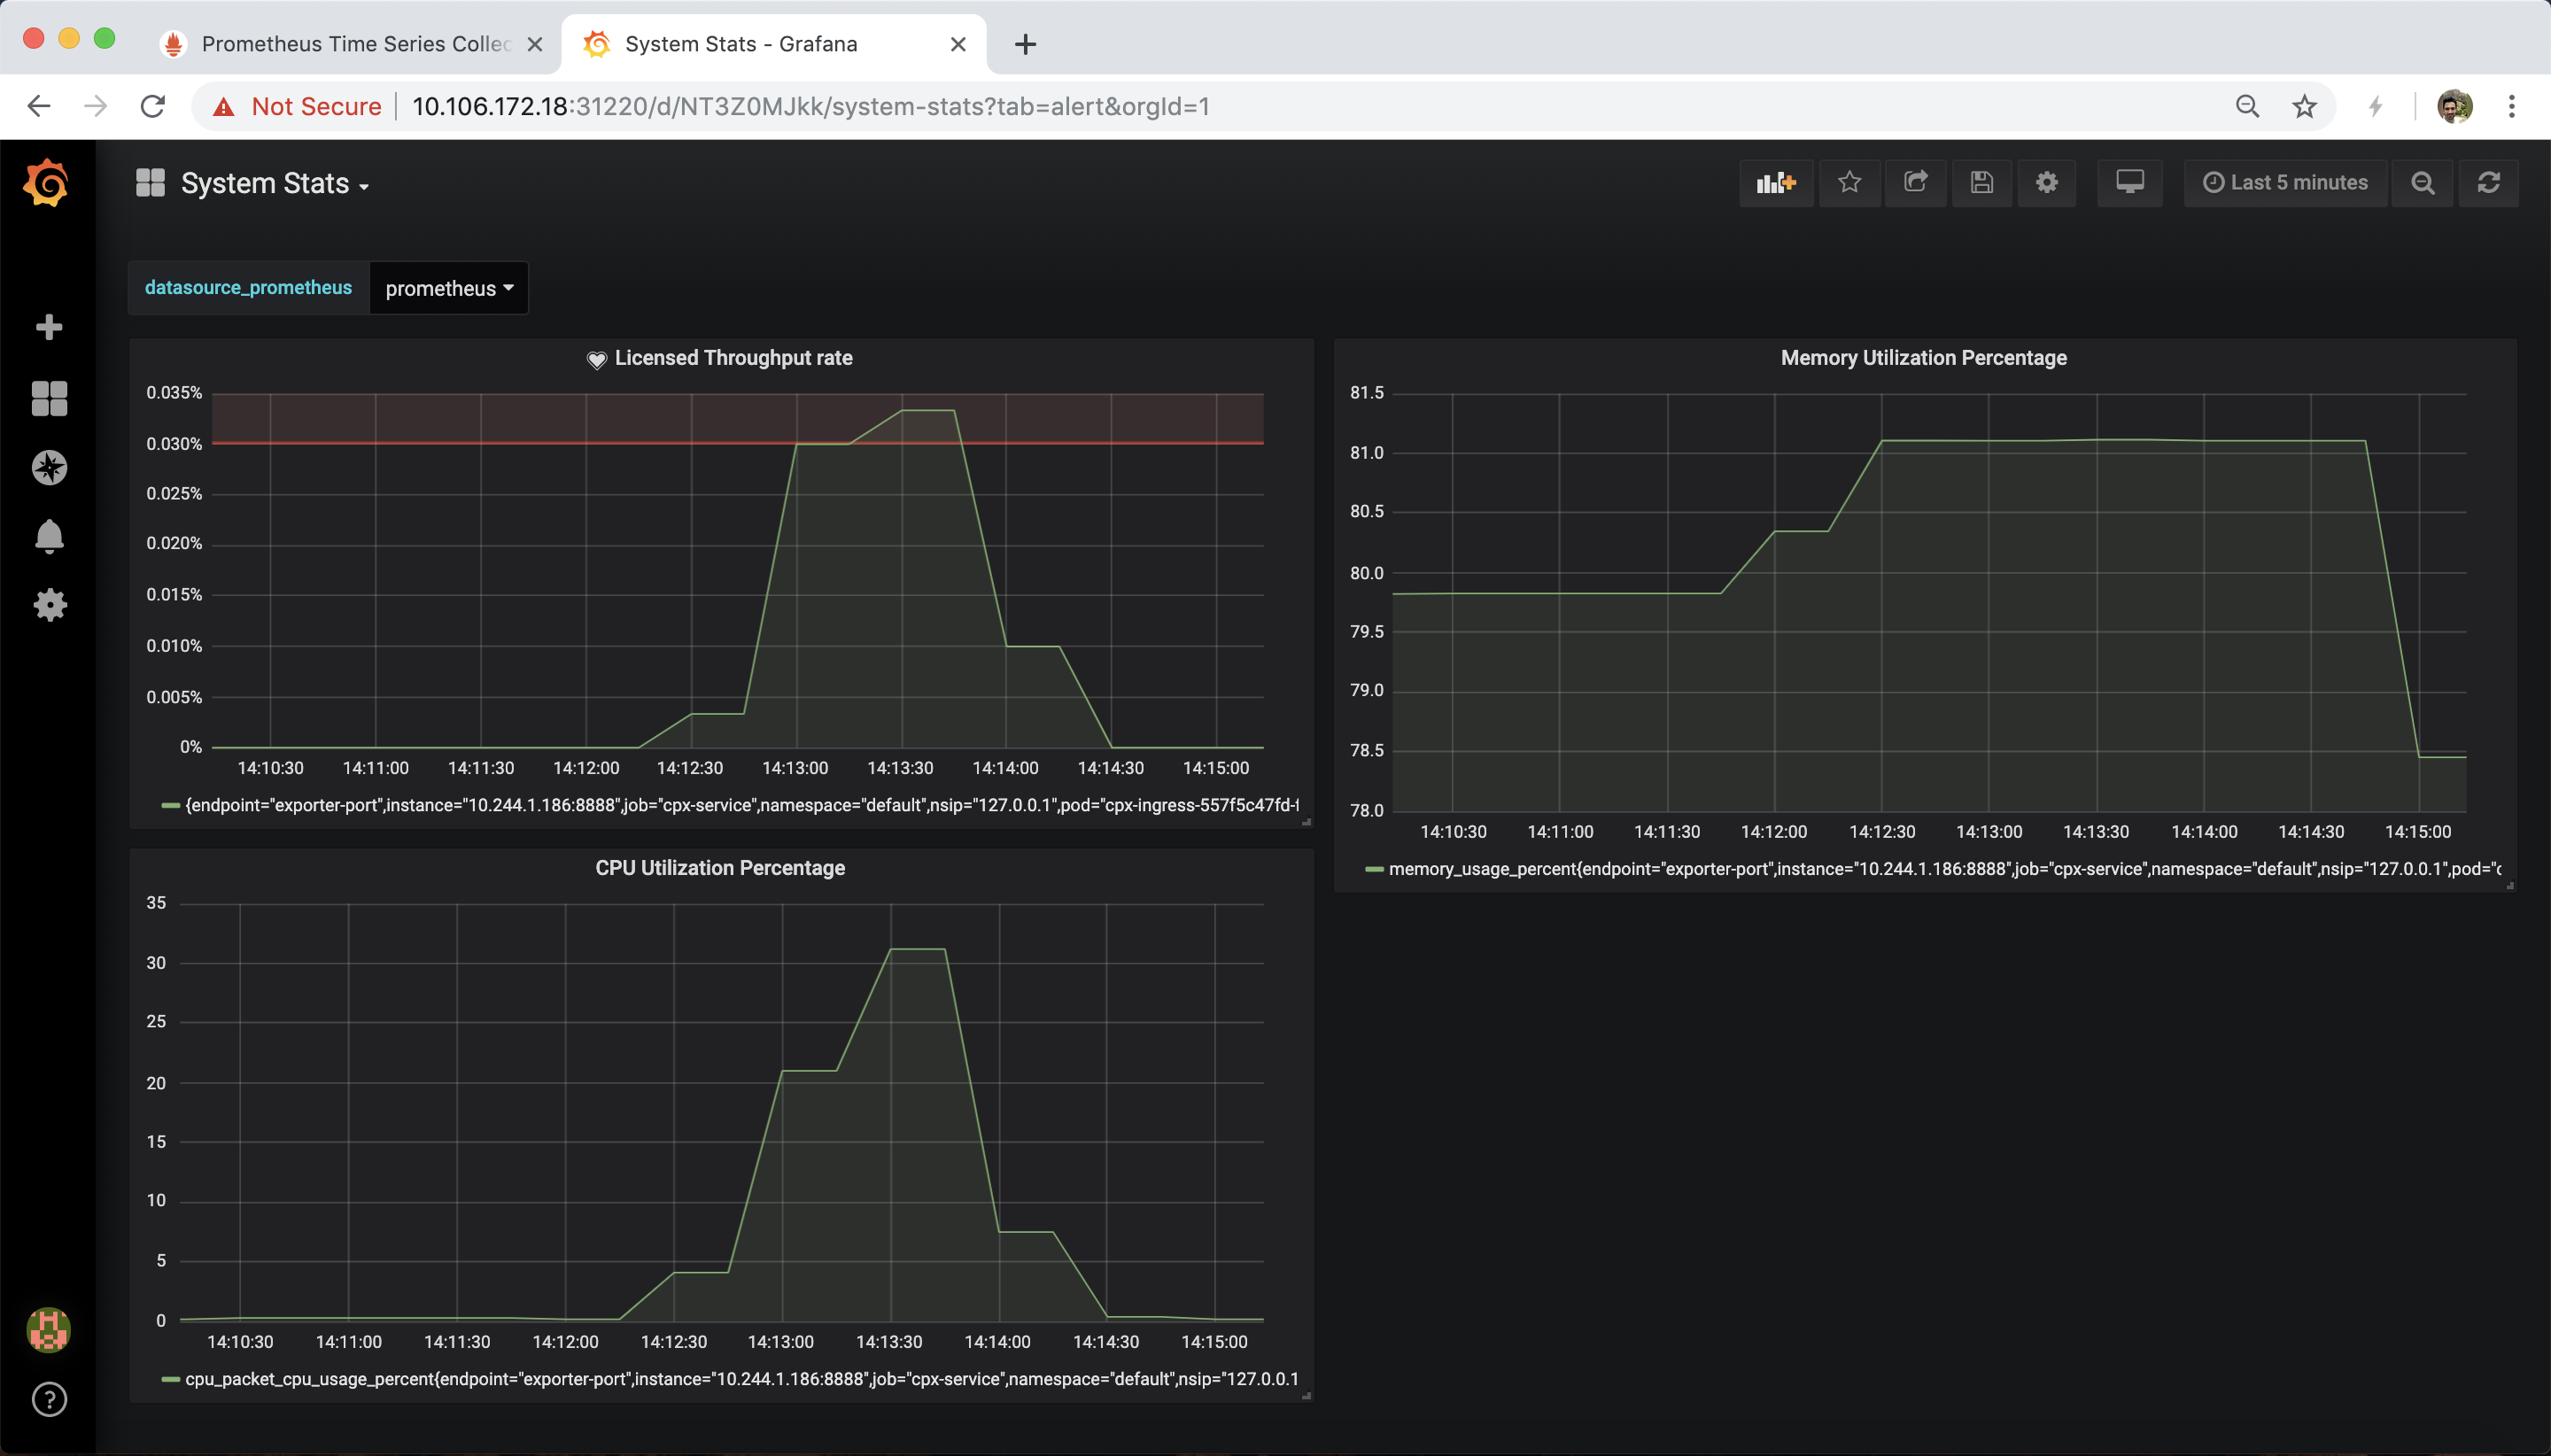 Prometheus Time Series Collec
System Stats - Grafana
Not Secure
10.106.172.18:31220/d/NT3Z0MJkk/system-stats?tab=alert&orgId=1
System Stats
Last 5 minutes
datasource_prometheus
prometheus
Licensed Throughput rate
0.035%
0.030%
0.025%
0.020%
0.015%
0.010%
0.005%
0%
14:10:30 14:11:00 14:11:30 14:12:00 14:12:30 14:13:00 14:13:30 14:14:00 14:14:30 14:15:00
{endpoint="exporter-port",instance="10.244.1.186:8888",job="cpx-service",namespace="default",nsip="127.0.0.1",pod="cpx-ingress-557f5c47fd-
Memory Utilization Percentage
81.5
81.0
80.5
80.0
79.5
79.0
78.5
78.0
14:10:30 14:11:00 14:11:30 14:12:00 14:12:30 14:13:00 14:13:30 14:14:00 14:14:30 14:15:00
memory_usage_percent{endpoint="exporter-port",instance="10.244.1.186:8888",job="cpx-service",namespace="default",nsip="127.0.0.1",pod="c
CPU Utilization Percentage
35
30
25
20
15
10
5
0
14:10:30 14:11:00 14:11:30 14:12:00 14:12:30 14:13:00 14:13:30 14:14:00 14:14:30 14:15:00
cpu_packet_cpu_usage_percent{endpoint="exporter-port",instance="10.244.1.186:8888",job="cpx-service",namespace="default",nsip="127.0.0.1